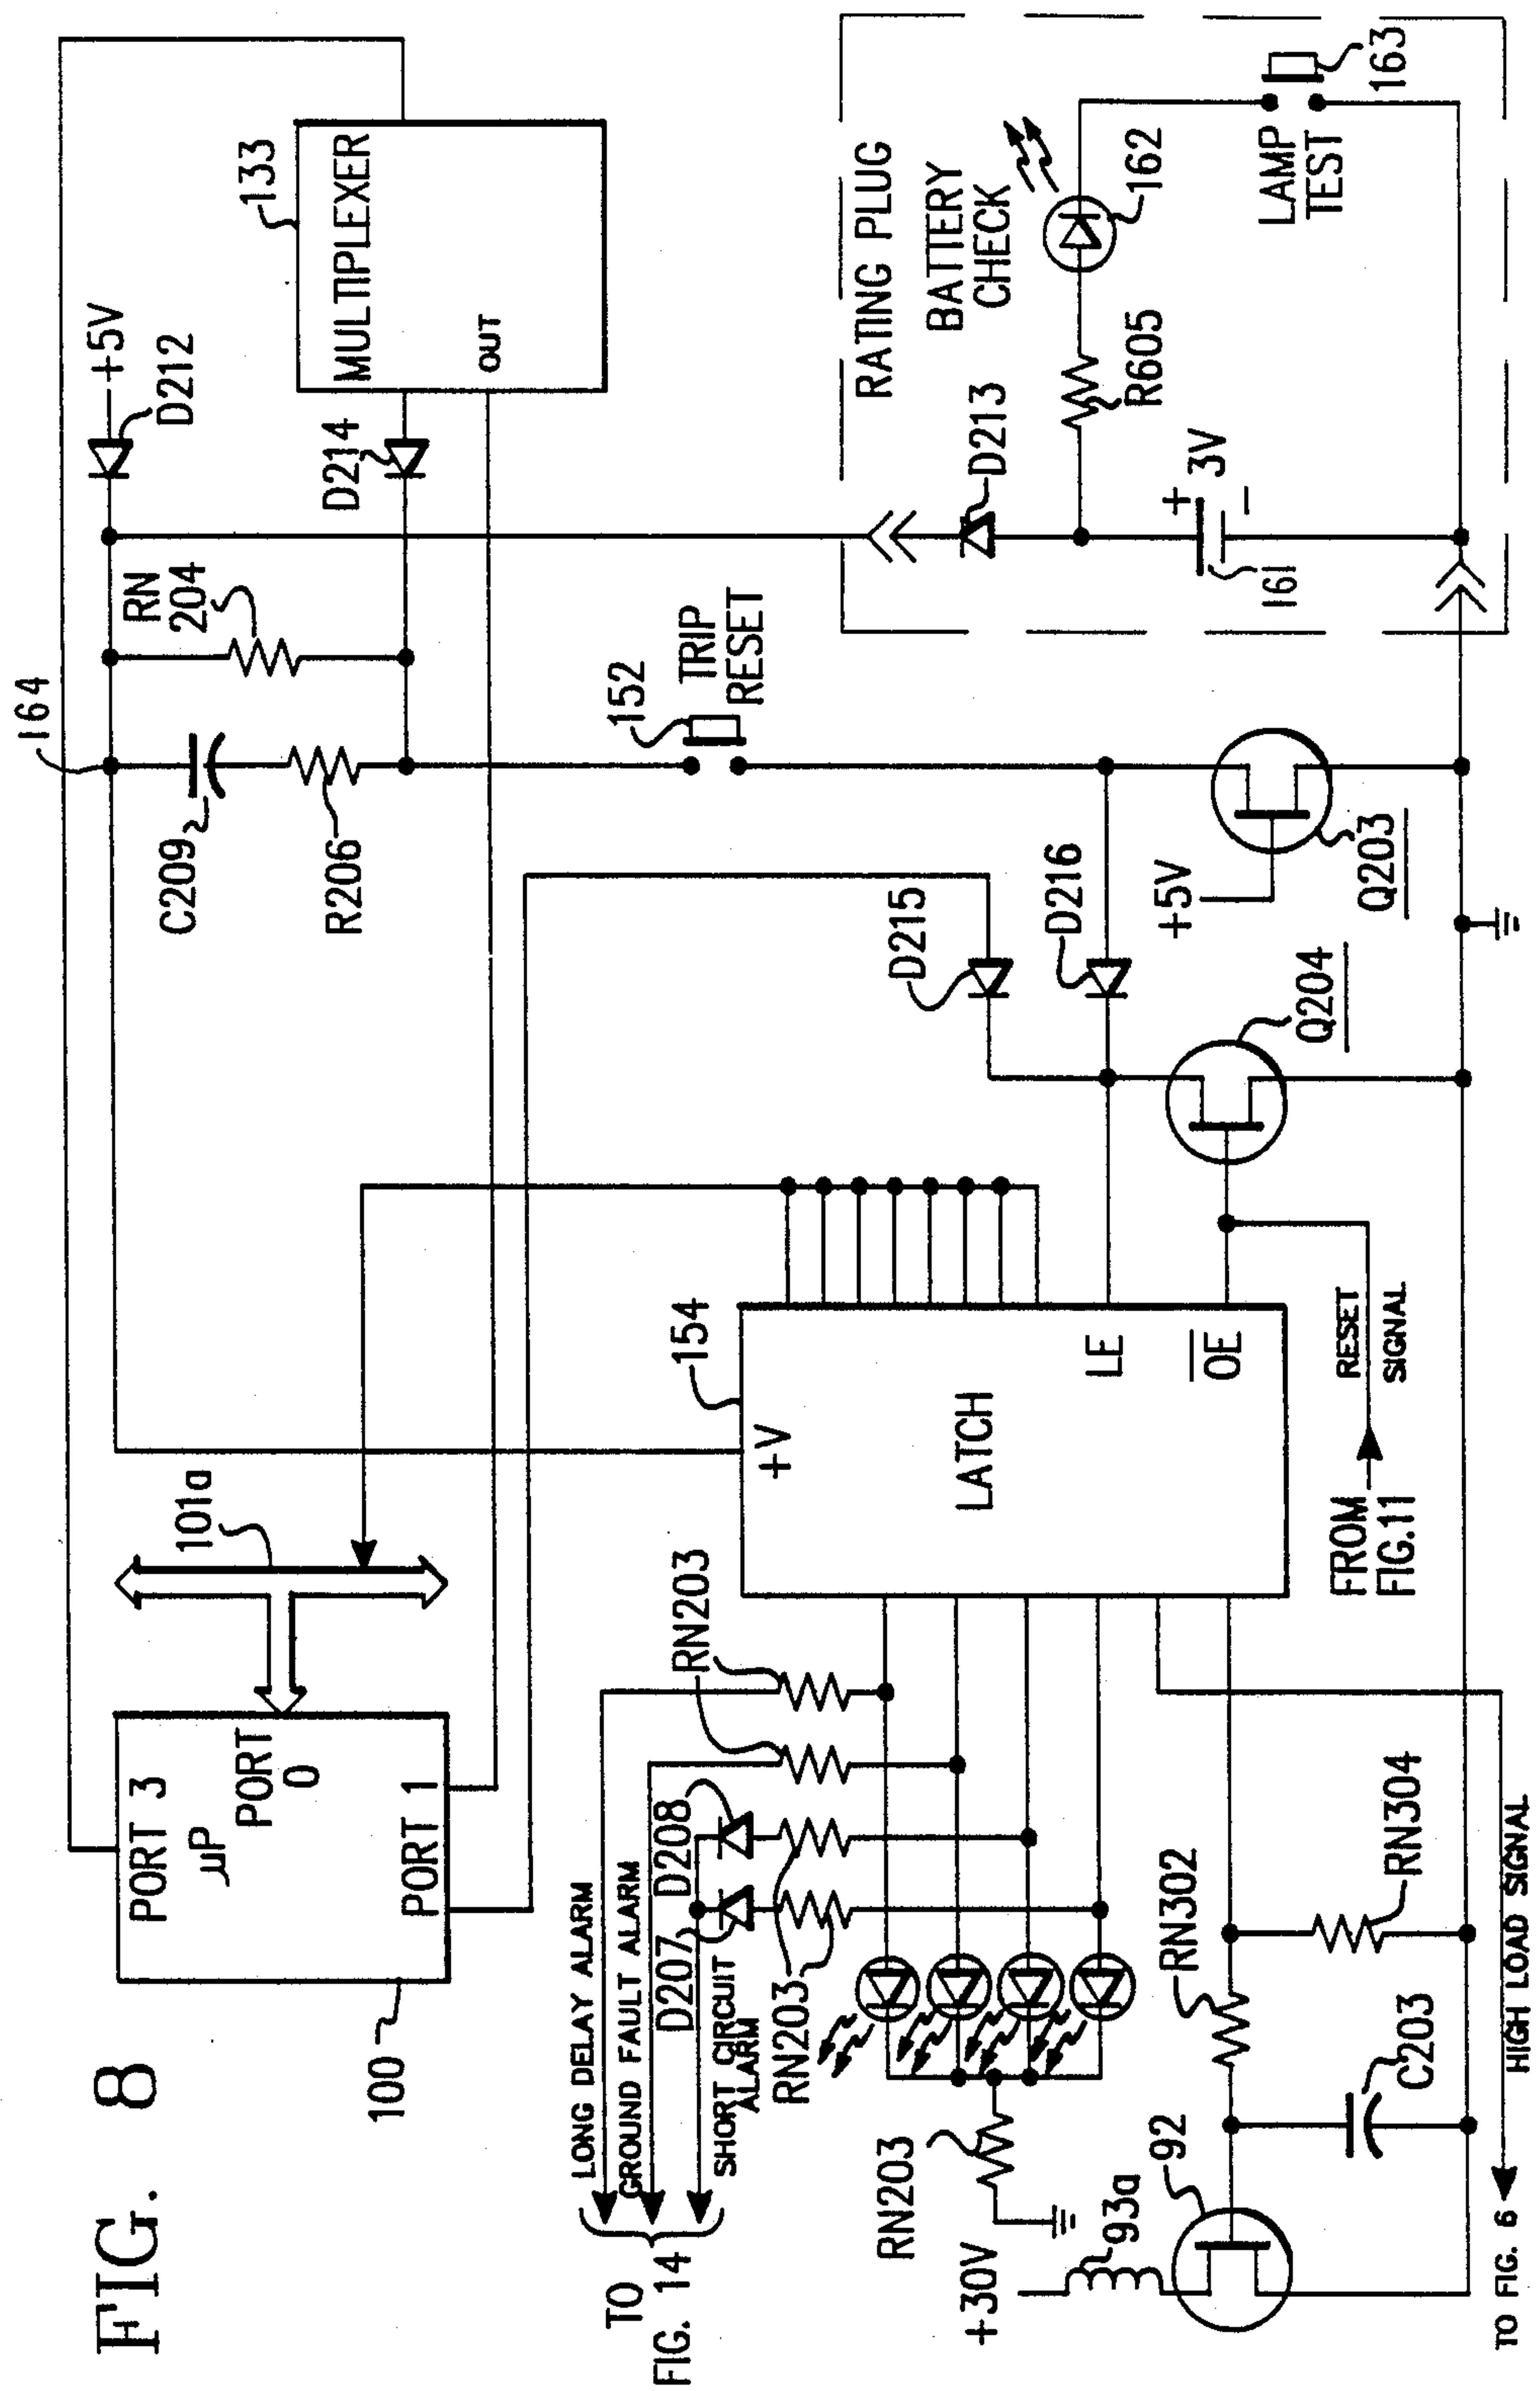 FIG. 8
100
PORT 3
µP
PORT
0
PORT 1
101a
164
C209
R206
RN
204
+5V
D212
D214
133
MULTIPLEXER
OUT
152
TRIP
RESET
RATING PLUG
BATTERY
CHECK
D213
R605
162
+
3V
-
161
LAMP
TEST
163
D215
D216
+5V
Q203
Q204
154
+V
LATCH
LE
OE
RESET
SIGNAL
FROM
FIG.11
RN203
D208
D207
RN203
LONG DELAY ALARM
GROUND FAULT ALARM
SHORT CIRCUIT
ALARM
TO
FIG. 14
RN203
+30V
93a
92
RN302
RN304
C203
HIGH LOAD SIGNAL
TO FIG. 6